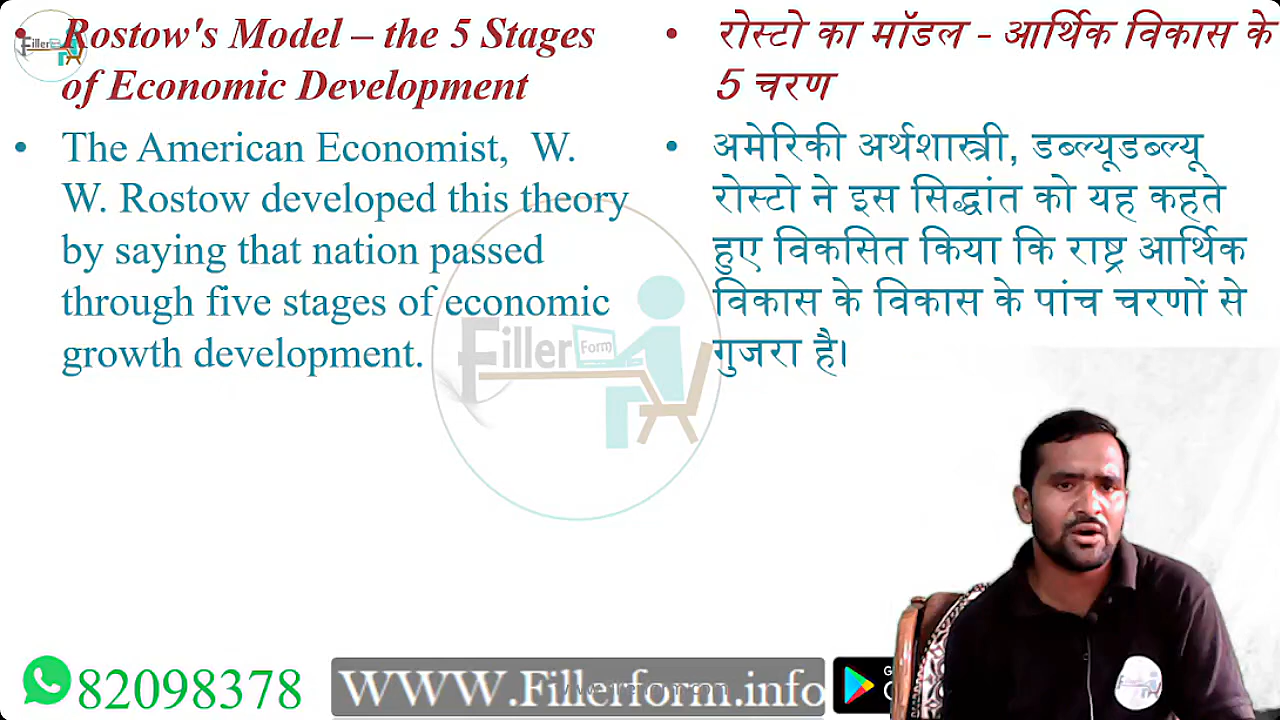 Rostow's Model – the 5 Stages
of Economic Development
The American Economist, W.
W. Rostow developed this theory
by saying that nation passed
through five stages of economic
growth development.
रोस्टो का मॉडल - आर्थिक विकास के
5 चरण
अमेरिकी अर्थशास्त्री, डब्ल्यूडब्ल्यू
रोस्टो ने इस सिद्धांत को यह कहते
हुए विकसित किया कि राष्ट्र आर्थिक
विकास के विकास के पांच चरणों से
गुजरा है।
Filler Form
82098378
WWW.Fillerform.info